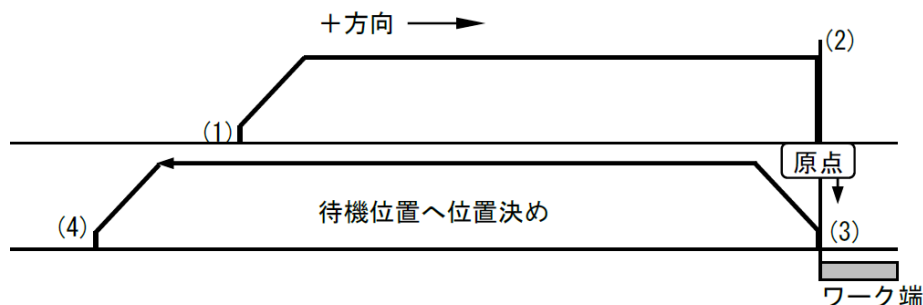 +方向
(2)
(1)
原点
待機位置へ位置決め
(4)
(3)
ワーク端